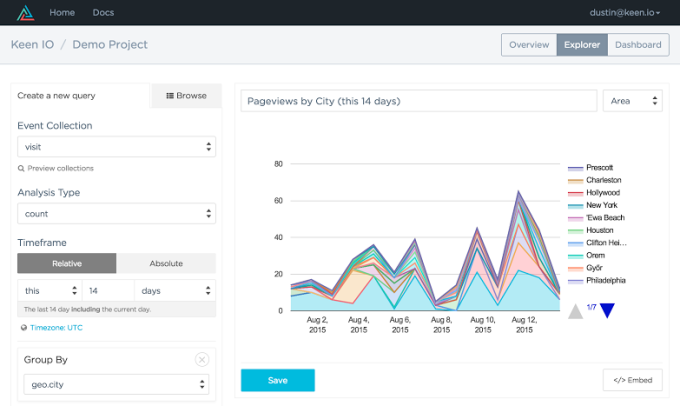 Home Docs dustin@keen.io
Keen IO / Demo Project
Overview Explorer Dashboard
Create a new query
Browse
Event Collection
visit
Preview collections
Analysis Type
count
Timeframe
Relative Absolute
this 14 days
The last 14 day including the current day.
Timezone: UTC
Group By
geo.city
Pageviews by City (this 14 days)
Area
80
60
40
20
0
Aug 2, 2015
Aug 4, 2015
Aug 6, 2015
Aug 8, 2015
Aug 10, 2015
Aug 12, 2015
Prescott
Charleston
Hollywood
New York
'Ewa Beach
Houston
Clifton Hei...
Orem
Győr
Philadelphia
1/7
Save
</> Embed